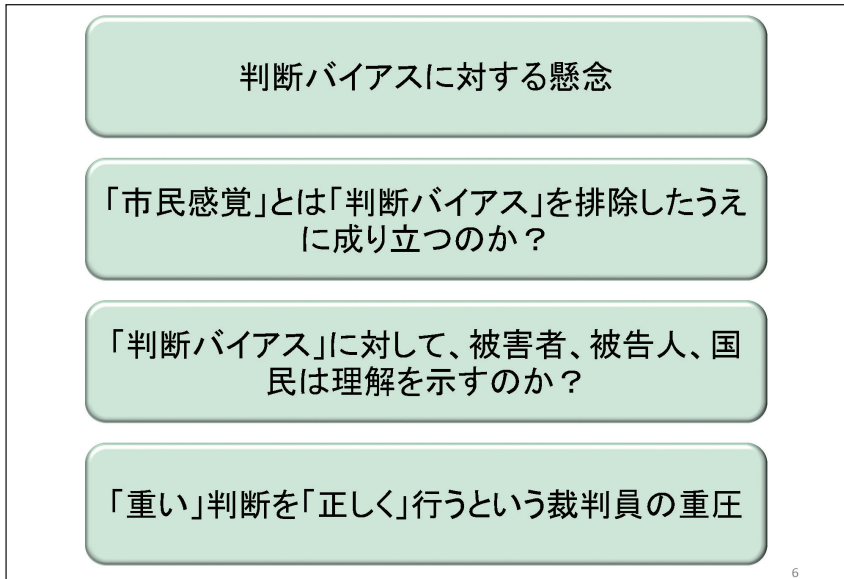 判断バイアスに対する懸念
「市民感覚」とは「判断バイアス」を排除したうえ
に成り立つのか？
「判断バイアス」に対して、被害者、被告人、国
民は理解を示すのか？
「重い」判断を「正しく」行うという裁判員の重圧
6